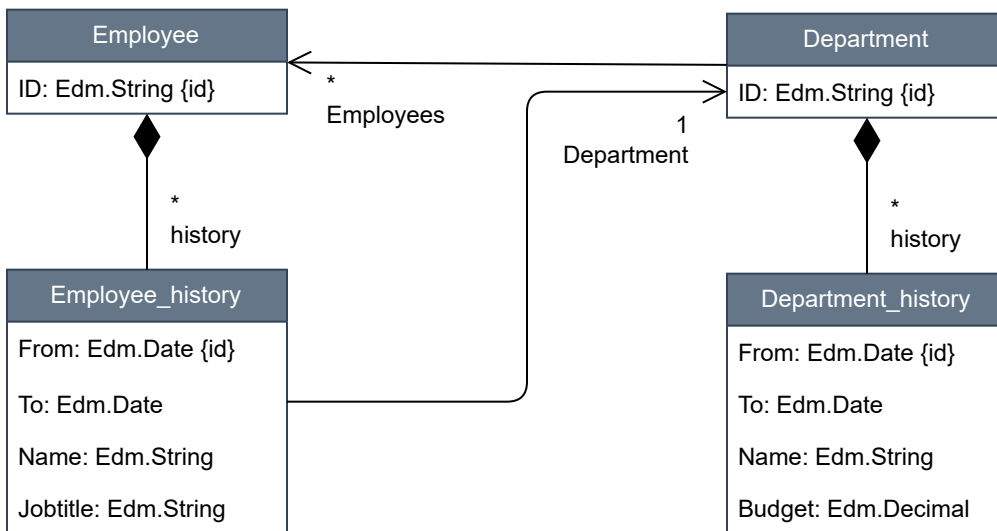 Employee
ID: Edm.String {id}
*
Employees
Department
ID: Edm.String {id}
1
Department
*
history
*
history
Employee_history
From: Edm.Date {id}
To: Edm.Date
Name: Edm.String
Jobtitle: Edm.String
Department_history
From: Edm.Date {id}
To: Edm.Date
Name: Edm.String
Budget: Edm.Decimal